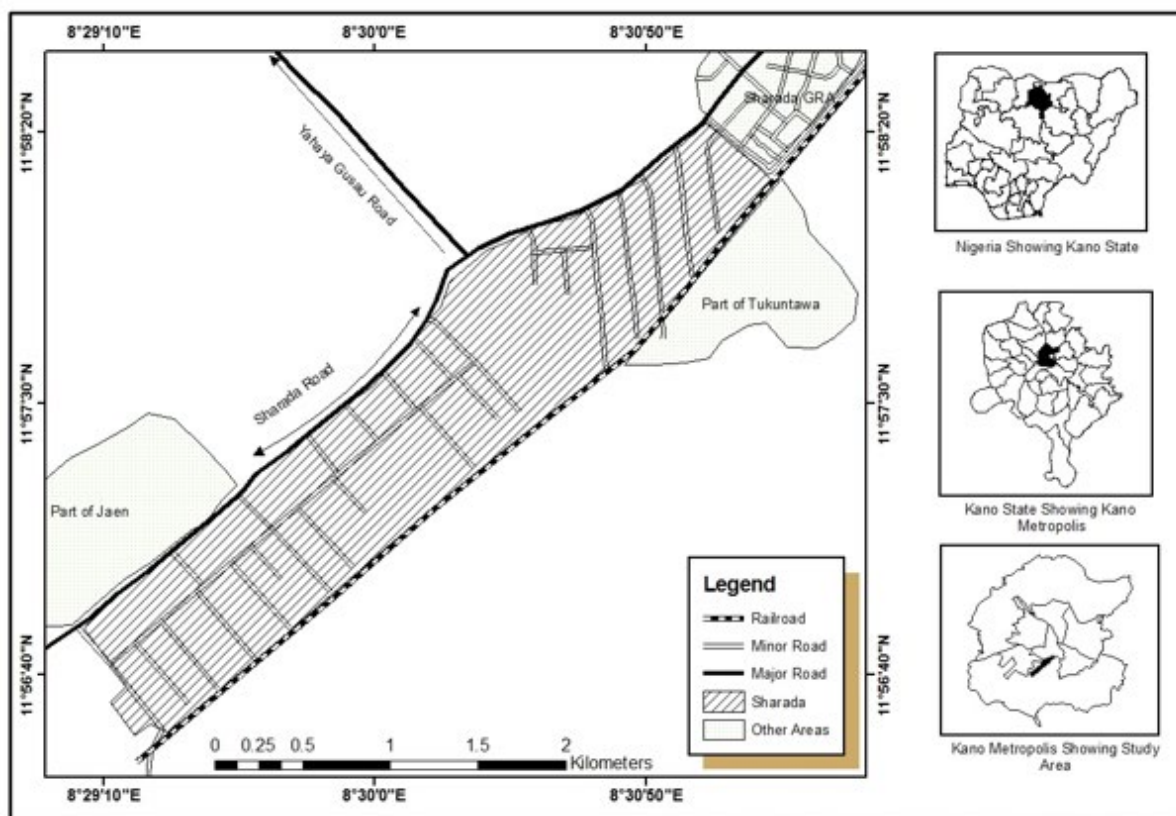 8°29'10"E
8°30'0"E
8°30'50"E
11°58'20"N
11°58'20"N
Sharada GRA
Yahaya Gusau Road
Part of Tukuntawa
Sharada Road
11°57'30"N
11°57'30"N
Part of Jaen
11°56'40"N
11°56'40"N
Legend
Railroad
Minor Road
Major Road
Sharada
Other Areas
0 0.25 0.5 1 1.5 2
Kilometers
8°29'10"E
8°30'0"E
8°30'50"E
Nigeria Showing Kano State
Kano State Showing Kano
Metropolis
Kano Metropolis Showing Study
Area